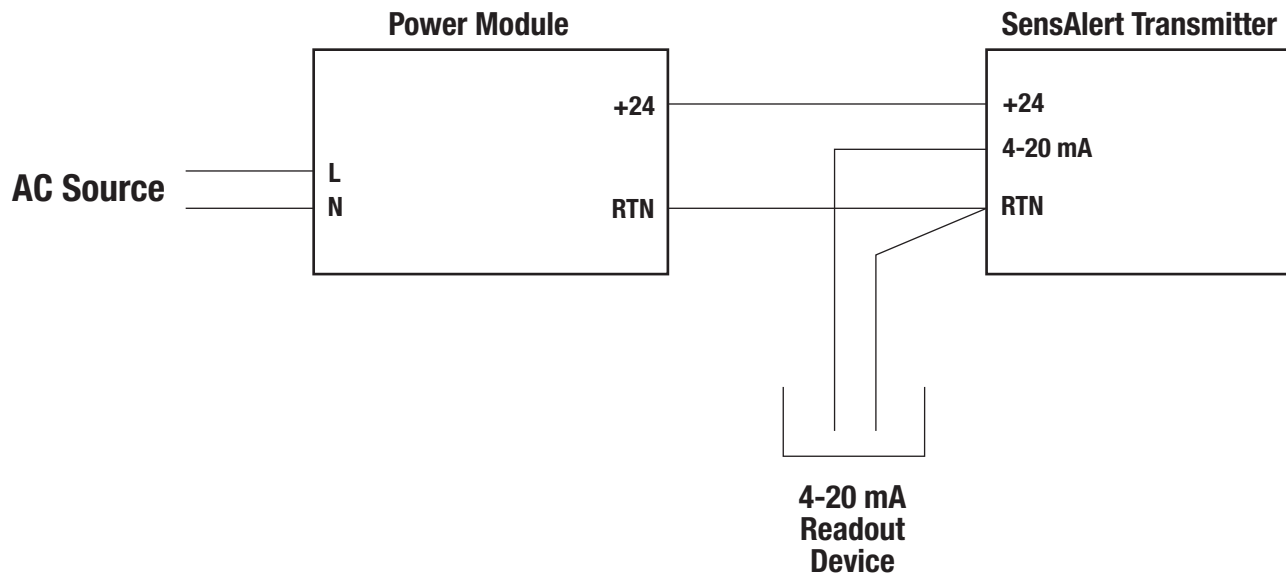 Power Module
SensAlert Transmitter
+24
+24
4-20 mA
AC Source
L
N
RTN
RTN
4-20 mA
Readout
Device